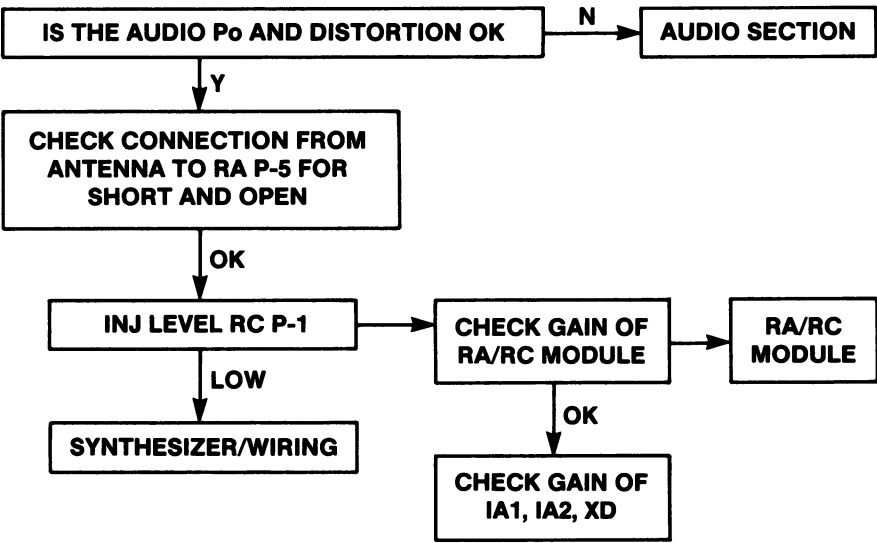 IS THE AUDIO Po AND DISTORTION OK
N
AUDIO SECTION
Y
CHECK CONNECTION FROM
ANTENNA TO RA P-5 FOR
SHORT AND OPEN
OK
INJ LEVEL RC P-1
CHECK GAIN OF
RA/RC MODULE
RA/RC
MODULE
LOW
OK
SYNTHESIZER/WIRING
CHECK GAIN OF
IA1, IA2, XD